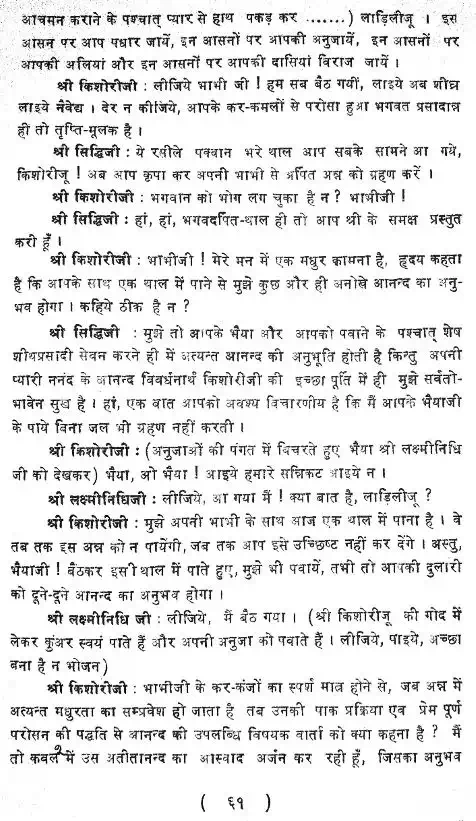 आचमन कराने के पश्चात् प्यार से हाथ पकड़ कर .......) लाड़िलीजू । इस
आसन पर आप पधार जायें, इन आसनों पर आपकी अनुजायें, इन आसनों पर
आपकी अलियां और इन आसनों पर आपकी दासियां विराज जायें ।
श्री किशोरीजी : लीजिये भाभी जी ! हम सब बैठ गयीं, लाइये अब शीघ्र
लाइये नैवेद्य । देर न कीजिये, आपके कर-कमलों से परोसा हुआ भगवत प्रसादान्न
ही तो तृप्ति-मूलक है ।
श्री सिद्धिजी : ये रसीले पक्वान भरे थाल आप सबके सामने आ गये,
किशोरीजू ! अब आप कृपा कर अपनी भाभी से अर्पित अन्न को ग्रहण करें ।
श्री किशोरीजी : भगवान को भोग लग चुका है न ? भाभीजी !
श्री सिद्धिजी : हां, हां, भगवदर्पित-थाल ही तो आप श्री के समक्ष प्रस्तुत
करी हूँ ।
श्री किशोरीजी : भाभीजी ! मेरे मन में एक मधुर कामना है, हृदय कहता
है कि आपके साथ एक थाल में पाने से मुझे कुछ और ही अनोखे आनन्द का अनु-
भव होगा । कहिये ठीक है न ?
श्री सिद्धिजी : मुझे तो आपके भैया और आपको पवाने के पश्चात् शेष
शीथप्रसादी सेवन करने ही में अत्यन्त आनन्द की अनुभूति होती है किन्तु अपनी
प्यारी ननंद के आनन्द विवर्धनार्थ किशोरीजी की इच्छा पूर्ति में ही मुझे सर्वतो-
भावेन सुख है । हां, एक बात आपको अवश्य विचारणीय है कि मैं आपके भैयाजी
के पाये बिना जल भी ग्रहण नहीं करती ।
श्री किशोरीजी : (अनुजाओं की पंगत में बिचरते हुए भैया श्री लक्ष्मीनिधि
जी को देखकर) भैया, ओ भैया ! आइये हमारे सन्निकट आइये न ।
श्री लक्ष्मीनिधिजी : लीजिये, आ गया मैं ! क्या बात है, लाड़िलीजू ?
श्री किशोरीजी : मुझे अपनी भाभी के साथ आज एक थाल में पाना है । वे
तब तक इस अन्न को न पायेंगी, जब तक आप इसे उच्छिष्ट नहीं कर देंगे । अस्तु,
भैयाजी ! बैठकर इसी थाल में पाते हुए, मुझे भी पवायें, तभी तो आपकी दुलारी
को दूने-दूने आनन्द का अनुभव होगा ।
श्री लक्ष्मीनिधि जी : लीजिये, मैं बैठ गया । (श्री किशोरीजू को गोद में
लेकर कुंअर स्वयं पाते हैं और अपनी अनुजा को पवाते हैं । लीजिये, पाइये, अच्छा
बना है न भोजन)
श्री किशोरीजी : भाभीजी के कर-कंजों का स्पर्श मात्र होने से, जब अन्न में
अत्यन्त मधुरता का सम्प्रवेश हो जाता है तब उनकी पाक प्रक्रिया एवं प्रेम पूर्ण
परोसन की पद्धति से आनन्द की उपलब्धि विषयक वार्ता को क्या कहना है ? मैं
तो कवल में उस अतीतानन्द का आस्वाद अर्जन कर रही हूँ, जिसका अनुभव
( ६१ )